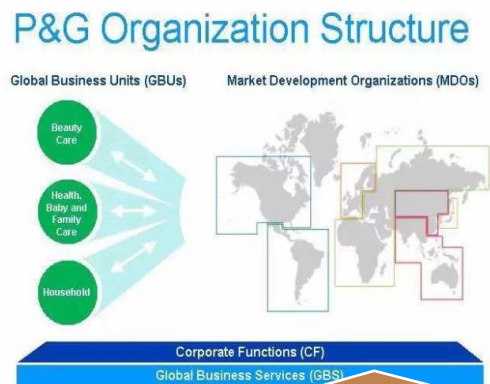 P&G Organization Structure
Global Business Units (GBUs)
Market Development Organizations (MDOs)
Beauty
Care
Health,
Baby and
Family
Care
Household
Corporate Functions (CF)
Global Business Services (GBS)